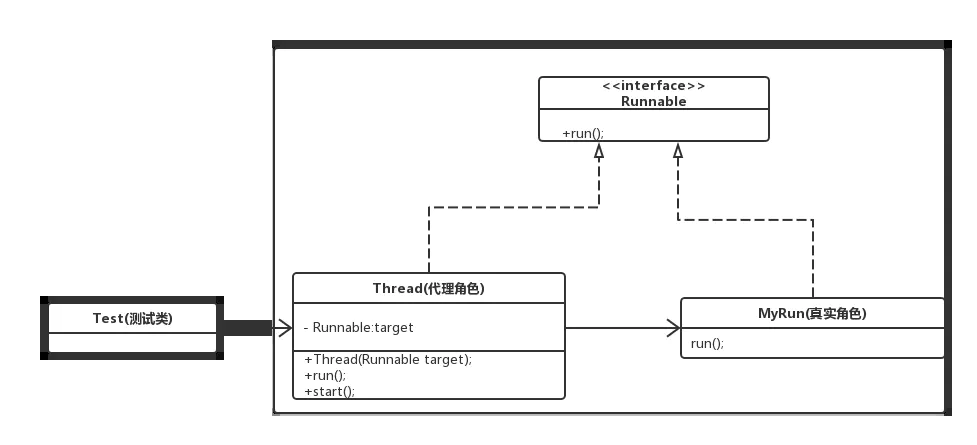 <<interface>>
Runnable
+run();
Thread(代理角色)
- Runnable:target
+Thread(Runnable target);
+run();
+start();
MyRun(真实角色)
run();
Test(测试类)